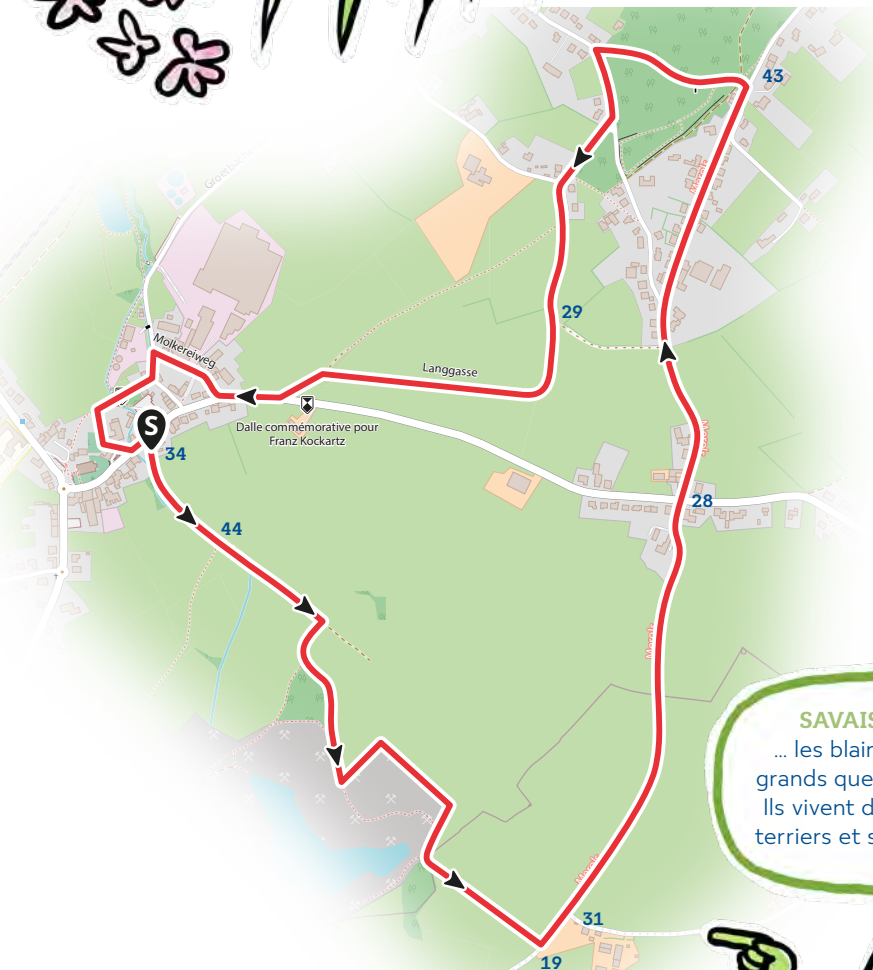 43
29
Molkereiweg
Langgasse
S
34
Dalle commémorative pour
Franz Kockartz
28
44
SAVAIS
... les blair
grands que
Ils vivent d
terriers et s
31
19